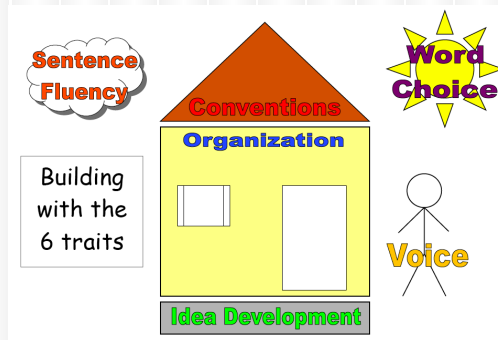 Sentence
Fluency
Word
Choice
Conventions
Organization
Building
with the
6 traits
Voice
Idea Development